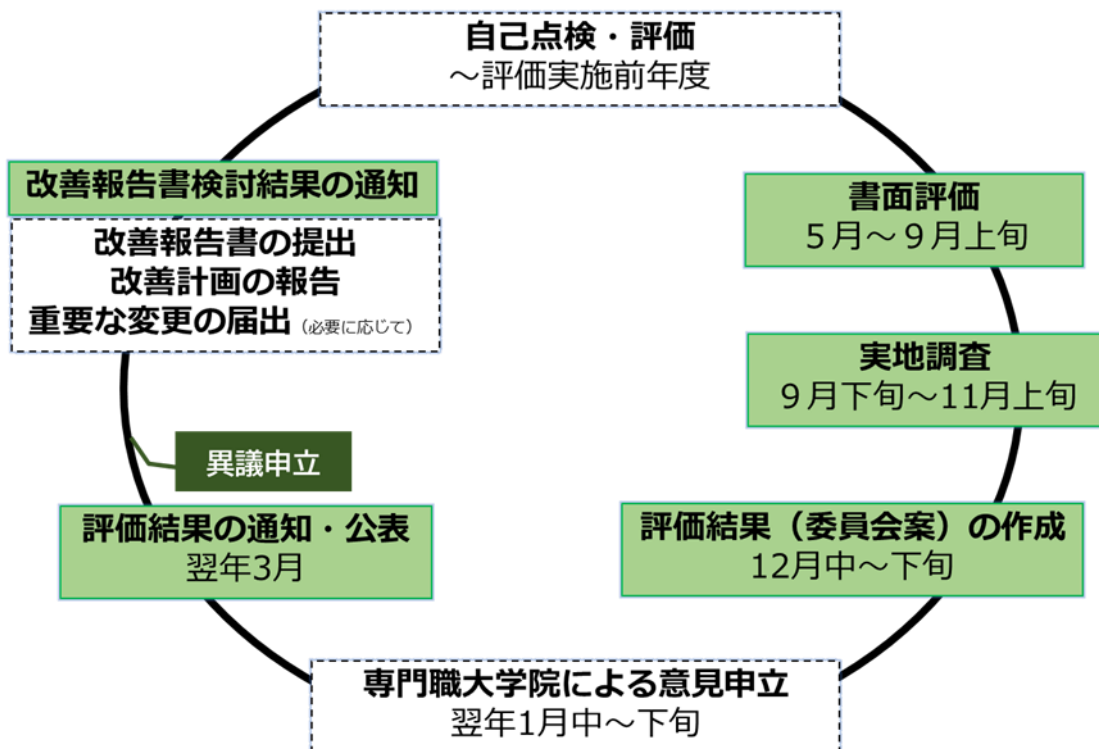 自己点検・評価
～評価実施前年度
書面評価
５月～９月上旬
実地調査
９月下旬～11月上旬
評価結果（委員会案）の作成
12月中～下旬
専門職大学院による意見申立
翌年1月中～下旬
評価結果の通知・公表
翌年3月
異議申立
改善報告書検討結果の通知
改善報告書の提出
改善計画の報告
重要な変更の届出（必要に応じて）